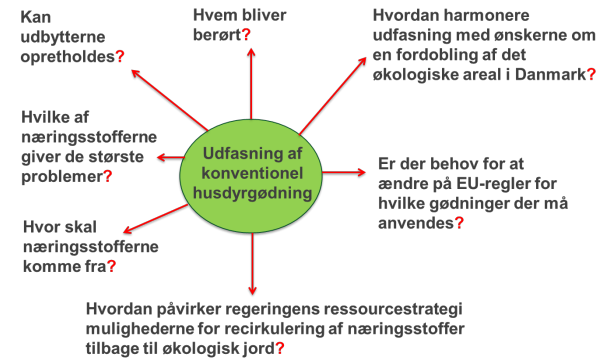 Kan
udbytterne
opretholdes?
Hvem bliver
berørt?
Hvordan harmonere
udfasning med ønskerne om
en fordobling af det
økologiske areal i Danmark?
Hvilke af
næringsstofferne
giver de største
problemer?
Udfasning af
konventionel
husdyrgødning
Er der behov for at
ændre på EU-regler for
hvilke gødninger der må
anvendes?
Hvor skal
næringsstofferne
komme fra?
Hvordan påvirker regeringens ressourcestrategi
mulighederne for recirkulering af næringsstoffer
tilbage til økologisk jord?